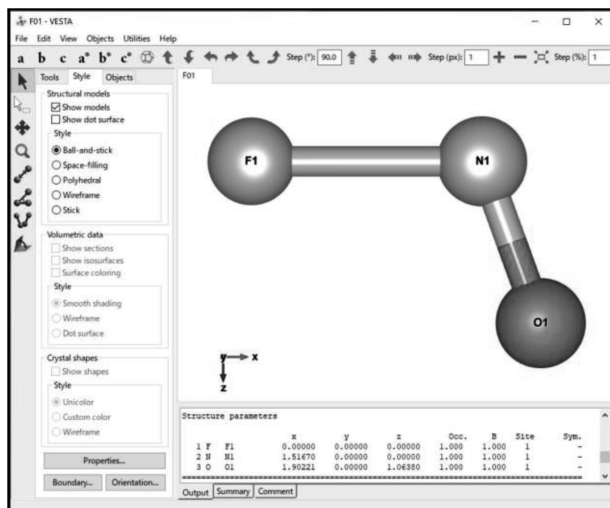 F01 - VESTA
File Edit View Objects Utilities Help
a b c a* b* c* Step (°): 90.0 Step (px): 1 Step (%): 1
Tools Style Objects
F01
Structural models
Show models
Show dot surface
Style
Ball-and-stick
Space-filling
Polyhedral
Wireframe
Stick
Volumetric data
Show sections
Show isosurfaces
Surface coloring
Style
Smooth shading
Wireframe
Dot surface
Crystal shapes
Show shapes
Style
Unicolor
Custom color
Wireframe
Properties...
Boundary... Orientation...
F1 N1
O1
y x
z
Structure parameters
x y z Occ. B Site Sym.
1 F F1 0.00000 0.00000 0.00000 1.000 1.000 1 -
2 N N1 1.51670 0.00000 0.00000 1.000 1.000 1 -
3 O O1 1.90221 0.00000 1.06380 1.000 1.000 1 -
Output Summary Comment